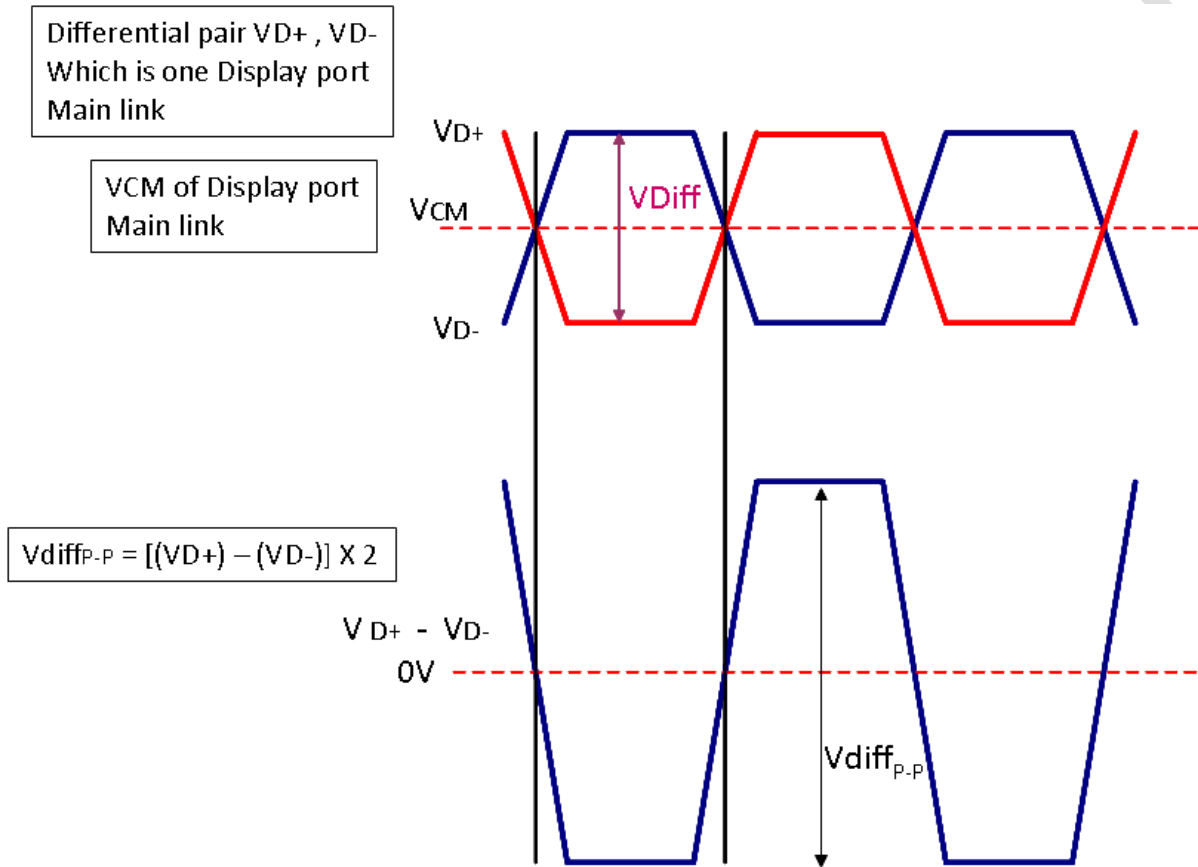 Differential pair VD+ , VD-
Which is one Display port
Main link
VCM of Display port
Main link
VD+
VDiff
VCM
VD-
VdiffP-P = [(VD+) – (VD-)] X 2
V D+ - VD-
0V
VdiffP-P